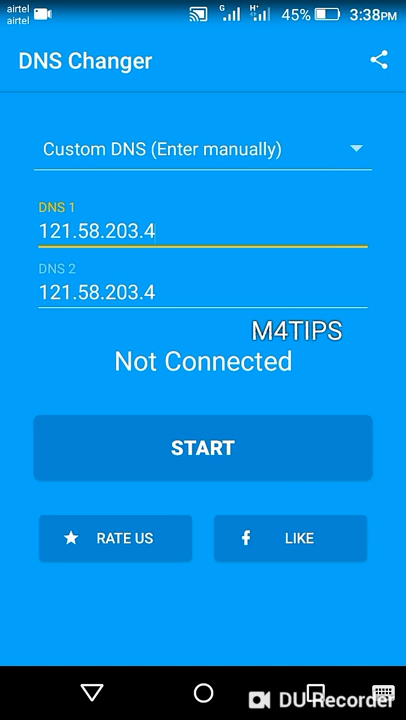 airtel
airtel
G
H+
45%
3:38PM
DNS Changer
Custom DNS (Enter manually)
DNS 1
121.58.203.4
DNS 2
121.58.203.4
M4TIPS
Not Connected
START
RATE US
LIKE
DU Recorder